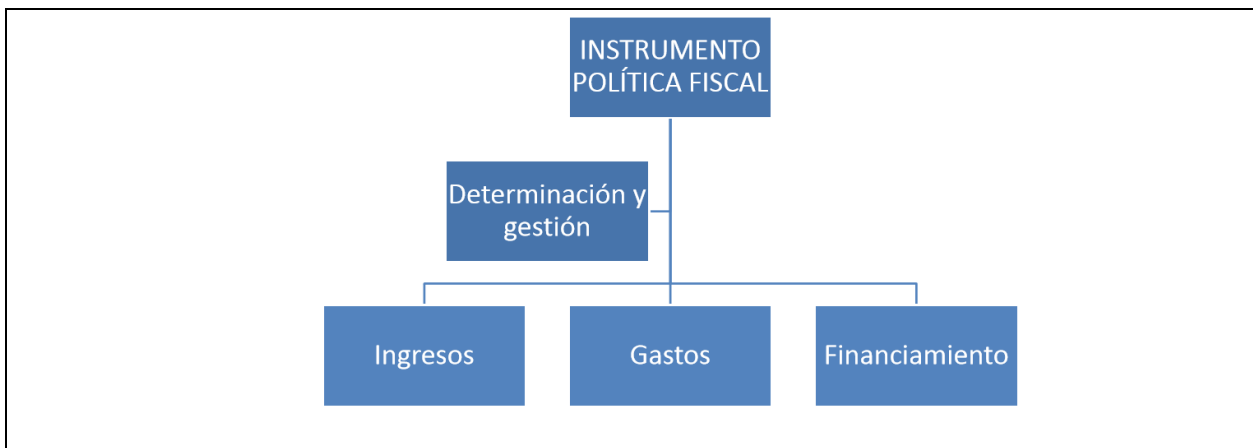 INSTRUMENTO
POLÍTICA FISCAL
Determinación y
gestión
Ingresos
Gastos
Financiamiento